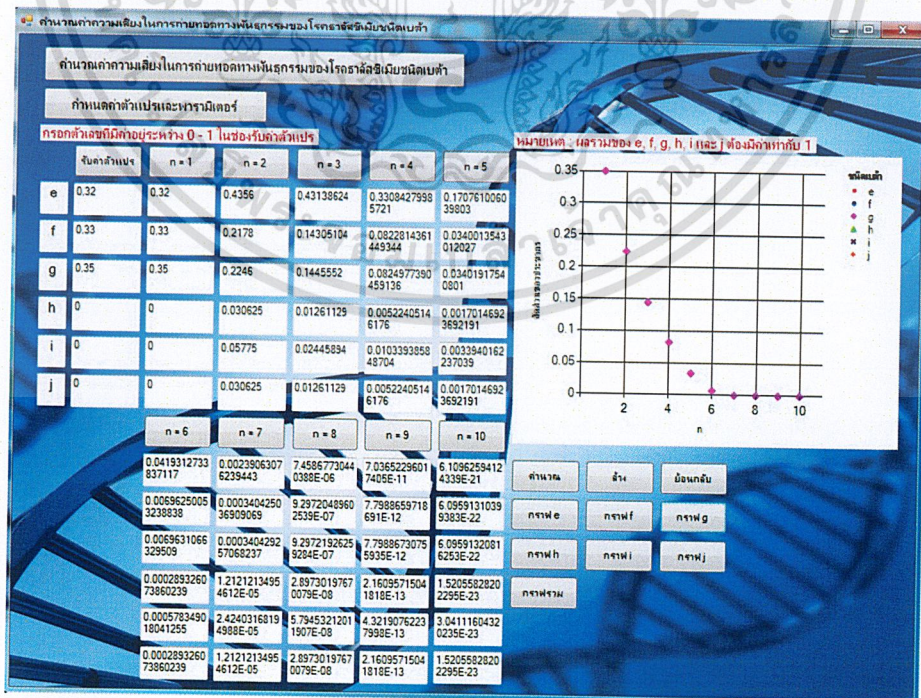 คำนวณค่าความเสี่ยงในการถ่ายทอดทางพันธุกรรมของโรคธาลัสซีเมียชนิดเบต้า
คำนวณค่าความเสี่ยงในการถ่ายทอดทางพันธุกรรมของโรคธาลัสซีเมียชนิดเบต้า
กำหนดค่าตัวแปรและพารามิเตอร์
กรอกตัวเลขที่มีค่าอยู่ระหว่าง 0 - 1 ในช่องรับค่าตัวแปร
รับค่าตัวแปร n = 1 n = 2 n = 3 n = 4 n = 5
e 0.32 0.32 0.4356 0.43138624 0.33084279985721 0.170761006039803
f 0.33 0.33 0.2178 0.14305104 0.0822814361449344 0.0340013543012027
g 0.35 0.35 0.2246 0.1445552 0.0824977390459136 0.03401917540801
h 0 0 0.030625 0.01261129 0.00522405146176 0.00170146923692191
i 0 0 0.05775 0.02445894 0.010339385848704 0.0033940162237039
j 0 0 0.030625 0.01261129 0.00522405146176 0.00170146923692191
n = 6 n = 7 n = 8 n = 9 n = 10
0.0419312733837117 0.00239063076239443 7.45867730440388E-06 7.03652296017405E-11 6.10962594124339E-21
0.00696250053238838 0.000340425036909069 9.29720489602539E-07 7.7988659718691E-12 6.09591310399383E-22
0.0069631066329509 0.000340429257068237 9.29721926259284E-07 7.79886730755935E-12 6.09591320816253E-22
0.000289326073860239 1.21212134954612E-05 2.89730197670079E-08 2.16095715041818E-13 1.52055828202295E-23
0.000578349018041255 2.42403168194988E-05 5.79453212011907E-08 4.32190762237998E-13 3.04111604320235E-23
0.000289326073860239 1.21212134954612E-05 2.89730197670079E-08 2.16095715041818E-13 1.52055828202295E-23
หมายเหตุ : ผลรวมของ e, f, g, h, i และ j ต้องมีค่าเท่ากับ 1
0.35
0.3
0.25
0.2
0.15
0.1
0.05
0
2 4 6 8 10
n
สัดส่วนของประชากร
ชนิดเบต้า
e
f
g
h
i
j
คำนวณ ล้าง ย้อนกลับ
กราฟ e กราฟ f กราฟ g
กราฟ h กราฟ i กราฟ j
กราฟรวม